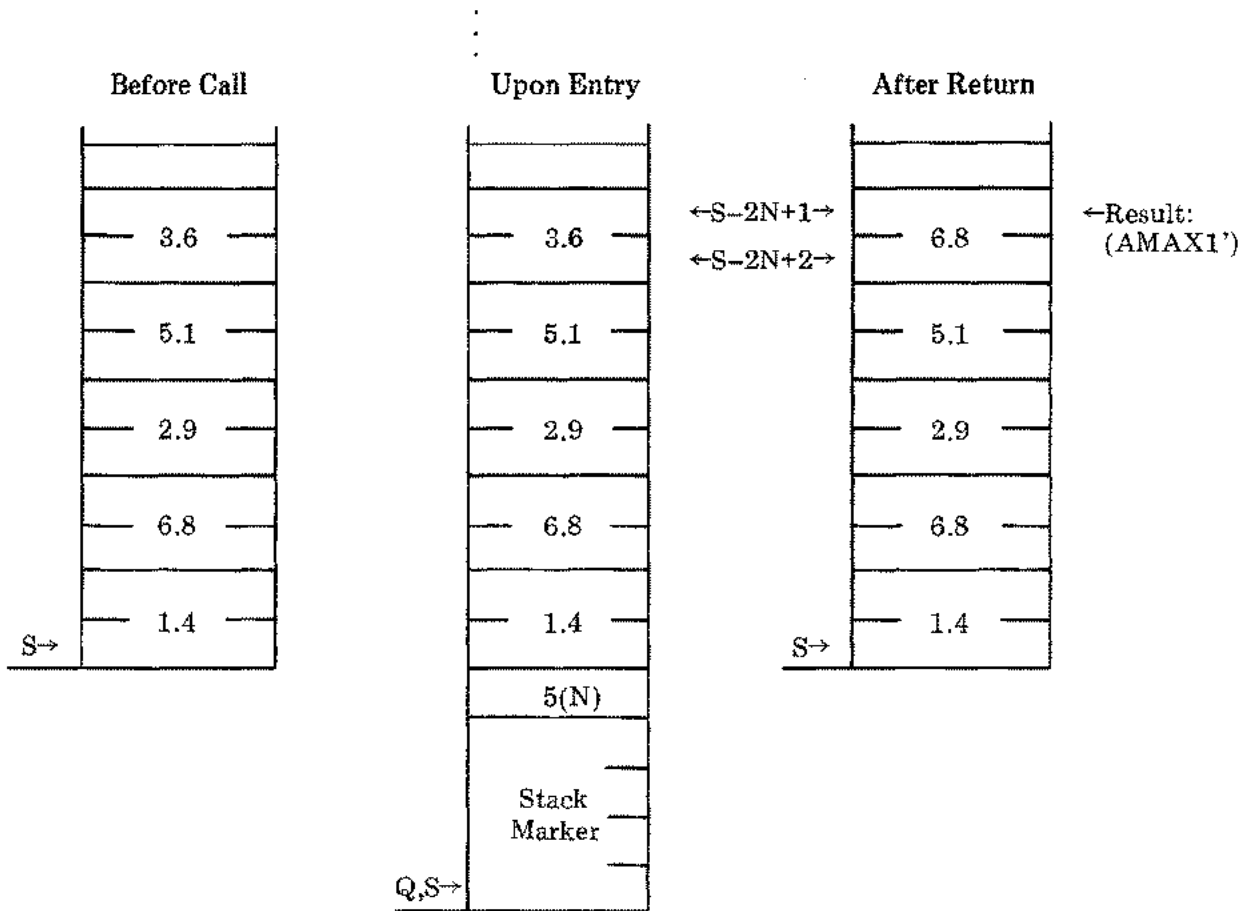 Before Call
3.6
5.1
2.9
6.8
1.4
S→
Upon Entry
3.6
5.1
2.9
6.8
1.4
5(N)
Stack
Marker
Q,S→
←S–2N+1→
←S–2N+2→
After Return
6.8
5.1
2.9
6.8
1.4
S→
←Result:
(AMAX1’)